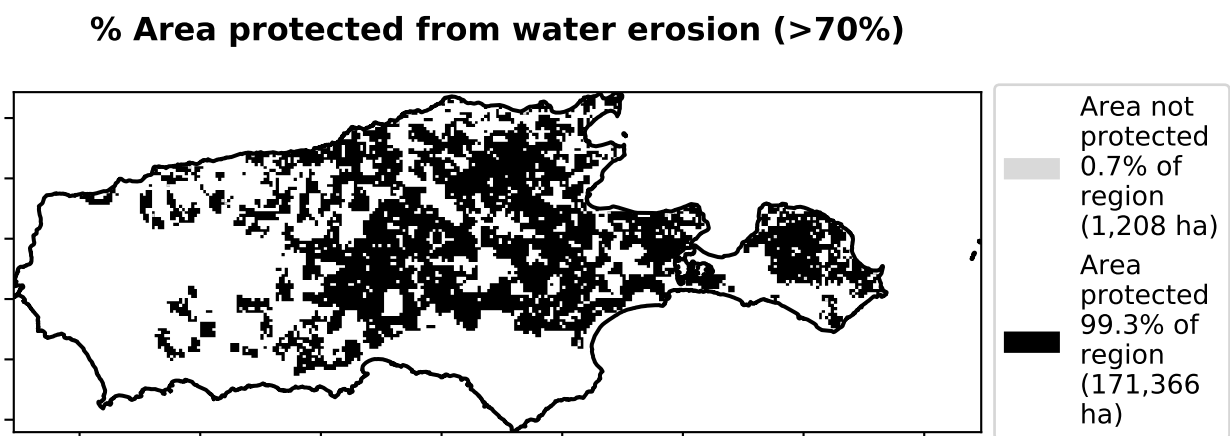 % Area protected from water erosion (>70%)
Area not
protected
0.7% of
region
(1,208 ha)
Area
protected
99.3% of
region
(171,366
ha)